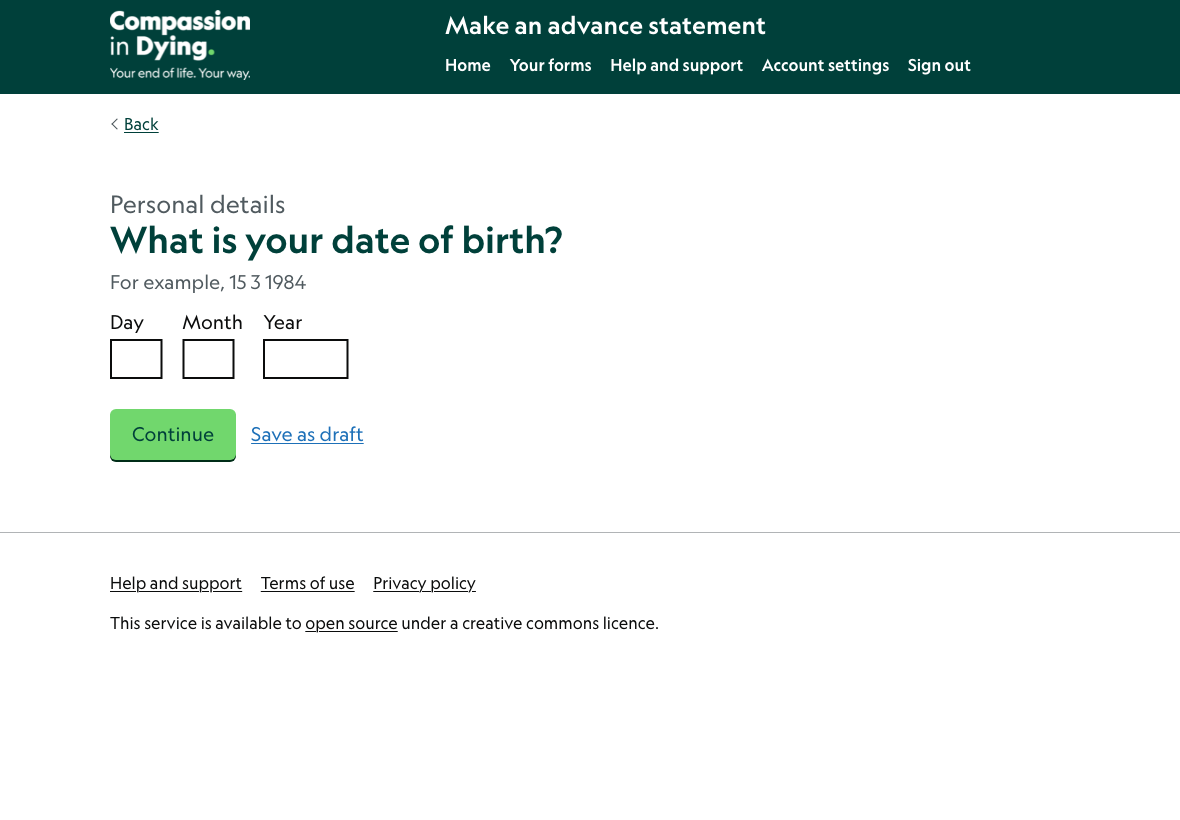 Compassion
in Dying.
Your end of life. Your way.
Make an advance statement
Home Your forms Help and support Account settings Sign out
Back
Personal details
What is your date of birth?
For example, 15 3 1984
Day Month Year
Continue Save as draft
Help and support Terms of use Privacy policy
This service is available to open source under a creative commons licence.